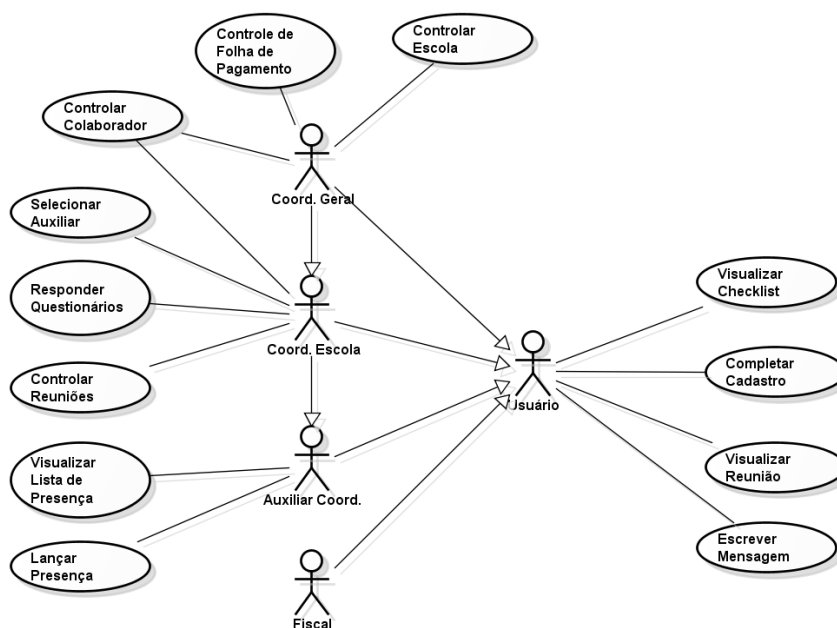 Controle de
Folha de
Pagamento
Controlar
Escola
Controlar
Colaborador
Coord. Geral
Selecionar
Auxiliar
Responder
Questionários
Coord. Escola
Controlar
Reuniões
Visualizar
Checklist
Completar
Cadastro
Usuário
Visualizar
Reunião
Escrever
Mensagem
Visualizar
Lista de
Presença
Auxiliar Coord.
Lançar
Presença
Fiscal